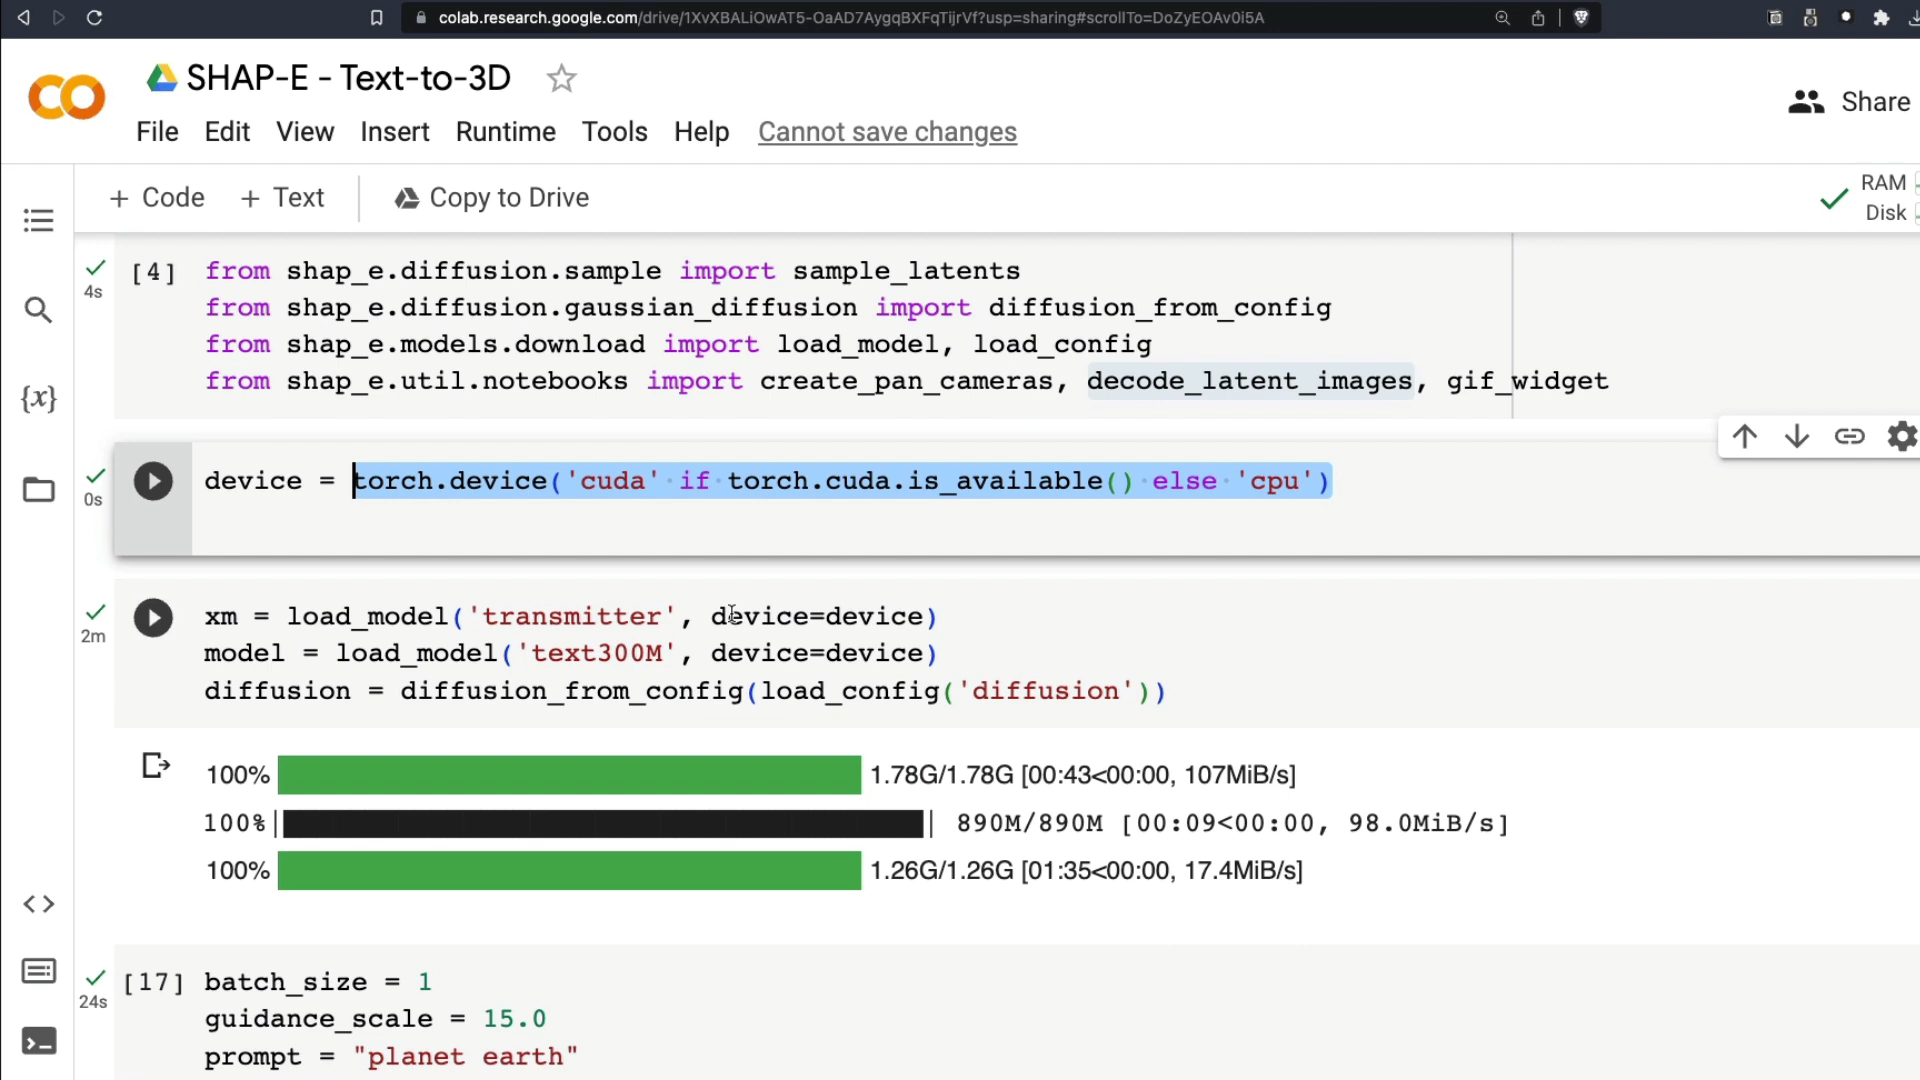 colab.research.google.com/drive/1XvXBALiOwAT5-OaAD7AygqBXFqTijrVf?usp=sharing#scrollTo=DoZyEOAv0i5A
SHAP-E - Text-to-3D
Share
File Edit View Insert Runtime Tools Help Cannot save changes
+ Code + Text Copy to Drive
RAM
Disk
[4] from shap_e.diffusion.sample import sample_latents
4s
from shap_e.diffusion.gaussian_diffusion import diffusion_from_config
from shap_e.models.download import load_model, load_config
from shap_e.util.notebooks import create_pan_cameras, decode_latent_images, gif_widget
{x}
device = torch.device('cuda' if torch.cuda.is_available() else 'cpu')
0s
xm = load_model('transmitter', device=device)
2m
model = load_model('text300M', device=device)
diffusion = diffusion_from_config(load_config('diffusion'))
100% 1.78G/1.78G [00:43<00:00, 107MiB/s]
100%| | 890M/890M [00:09<00:00, 98.0MiB/s]
100% 1.26G/1.26G [01:35<00:00, 17.4MiB/s]
[17] batch_size = 1
24s
guidance_scale = 15.0
prompt = "planet earth"